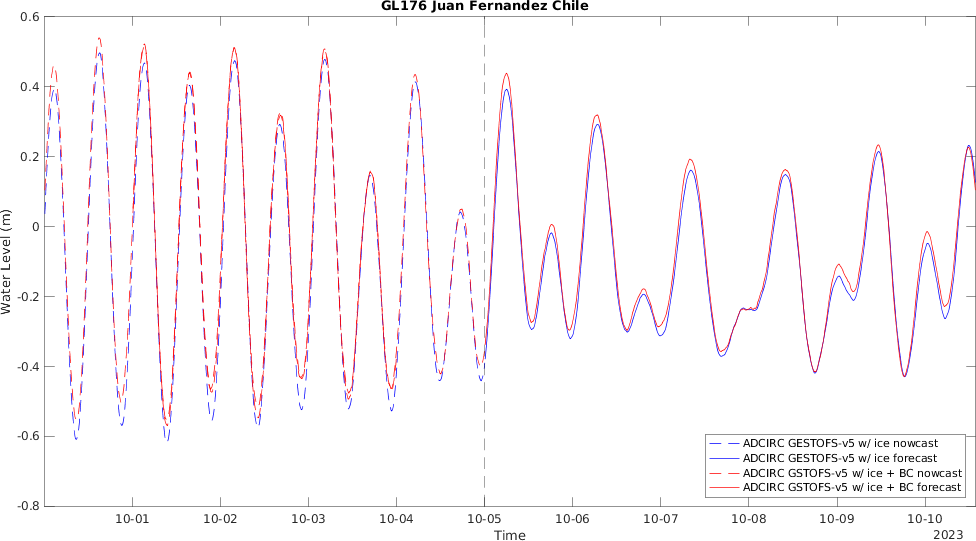 GL176 Juan Fernandez Chile
0.6
0.4
0.2
0
-0.2
-0.4
-0.6
-0.8
Water Level (m)
ADCIRC GESTOFS-v5 w/ ice nowcast
ADCIRC GESTOFS-v5 w/ ice forecast
ADCIRC GSTOFS-v5 w/ ice + BC nowcast
ADCIRC GSTOFS-v5 w/ ice + BC forecast
10-01 10-02 10-03 10-04 10-05 10-06 10-07 10-08 10-09 10-10
Time
2023